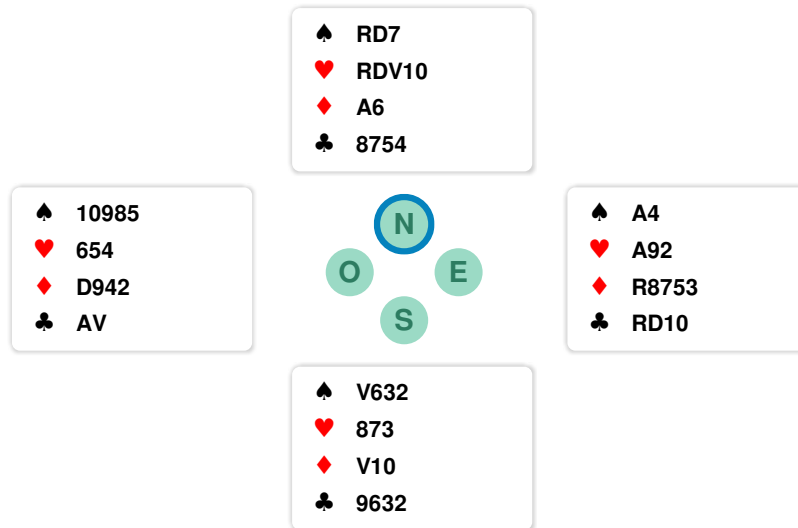 ♠ RD7
♥ RDV10
♦ A6
♣ 8754
♠ 10985
♥ 654
♦ D942
♣ AV
N
O E
S
♠ A4
♥ A92
♦ R8753
♣ RD10
♠ V632
♥ 873
♦ V10
♣ 9632